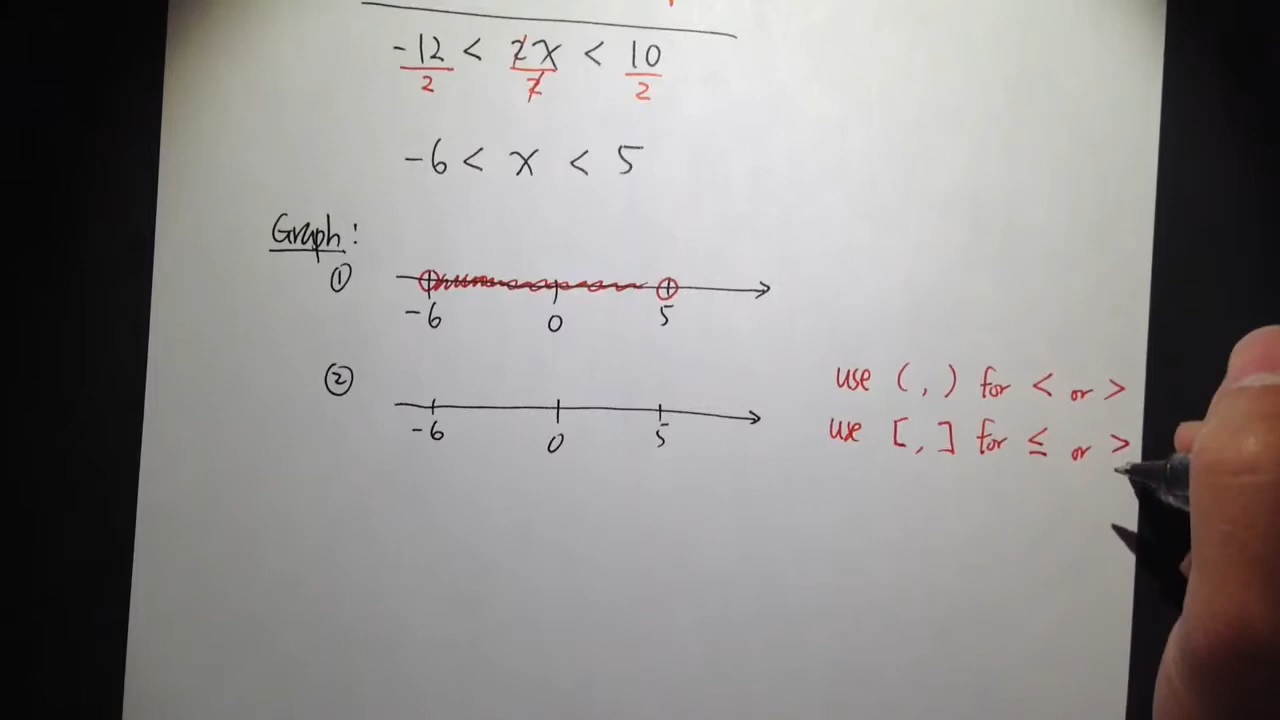 -12 < 2x < 10
2 2 2
-6 < x < 5
Graph:
①
-6 0 5
②
-6 0 5
use ( , ) for < or >
use [ , ] for ≤ or >